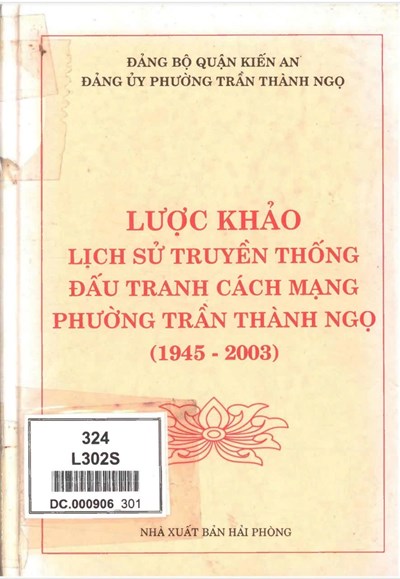 ĐẢNG BỘ QUẬN KIẾN AN
ĐẢNG ỦY PHƯỜNG TRẦN THÀNH NGỌ
LƯỢC KHẢO
LỊCH SỬ TRUYỀN THỐNG
ĐẤU TRANH CÁCH MẠNG
PHƯỜNG TRẦN THÀNH NGỌ
(1945 - 2003)
324
L302S
DC.000906 301
NHÀ XUẤT BẢN HẢI PHÒNG